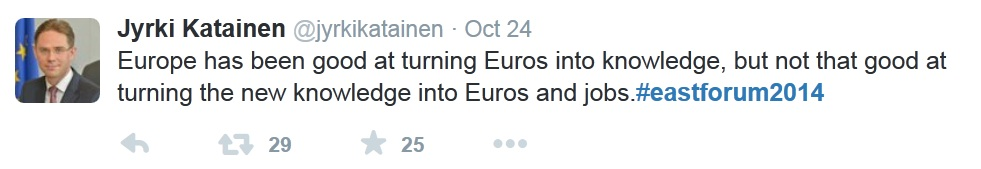 Jyrki Katainen @jyrkikatainen · Oct 24
Europe has been good at turning Euros into knowledge, but not that good at
turning the new knowledge into Euros and jobs.#eastforum2014
29 25